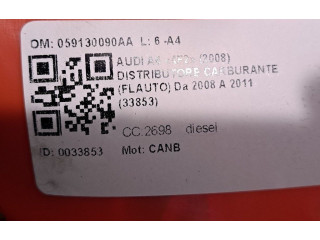 OM: 059130090AA L: 6 -A4
AUDI A6 (2008)
DISTRIBUTORE CARBURANTE
(FLAUTO) Da 2008 A 2011
(33853)
CC:2698 diesel
ID: 0033853 Mot: CANB